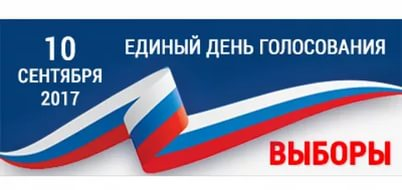 10
СЕНТЯБРЯ
2017
ЕДИНЫЙ ДЕНЬ ГОЛОСОВАНИЯ
ВЫБОРЫ